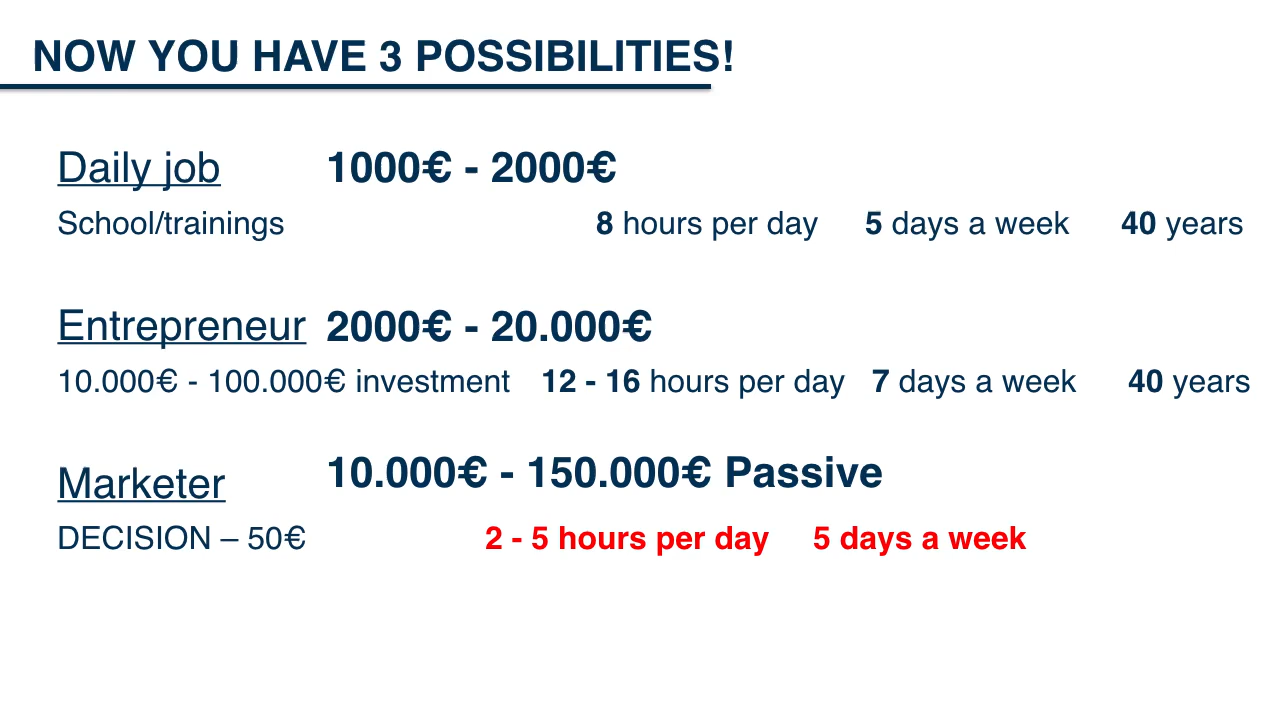 NOW YOU HAVE 3 POSSIBILITIES!
Daily job 1000€ - 2000€
School/trainings 8 hours per day 5 days a week 40 years
Entrepreneur 2000€ - 20.000€
10.000€ - 100.000€ investment 12 - 16 hours per day 7 days a week 40 years
Marketer 10.000€ - 150.000€ Passive
DECISION – 50€ 2 - 5 hours per day 5 days a week